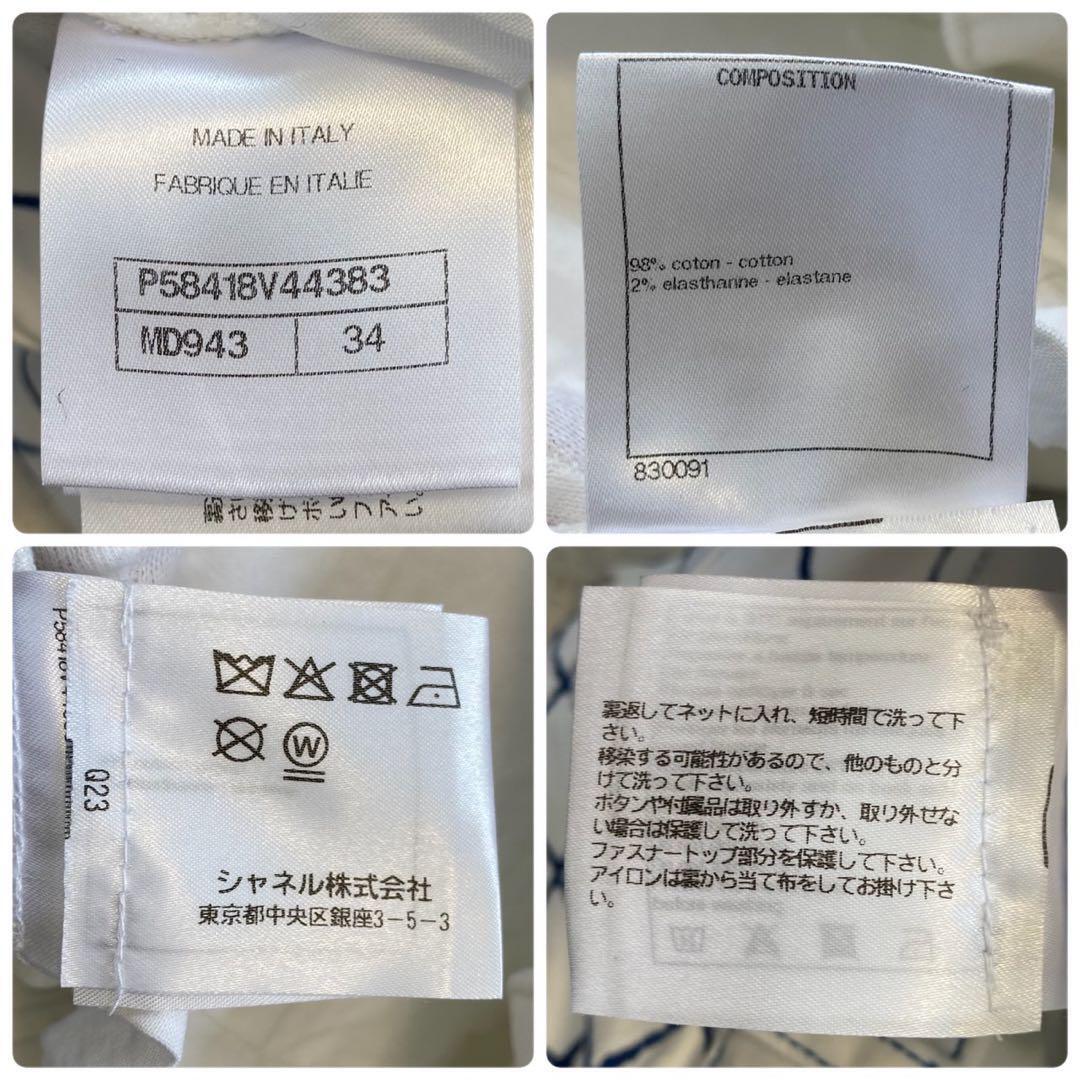 MADE IN ITALY
FABRIQUE EN ITALIE
P58418V44383
MD943
34
COMPOSITION
98% coton - cotton
2% elasthanne - elastane
830091
Q23
W
シャネル株式会社
東京都中央区銀座3-5-3
裏返してネットに入れ、短時間で洗って下
さい。
移染する可能性があるので、他のものと分
けて洗って下さい。
ボタンや付属品は取り外すか、取り外せな
い場合は保護して洗って下さい。
ファスナートップ部分を保護して下さい。
アイロンは裏から当て布をしてお掛け下さ
い。